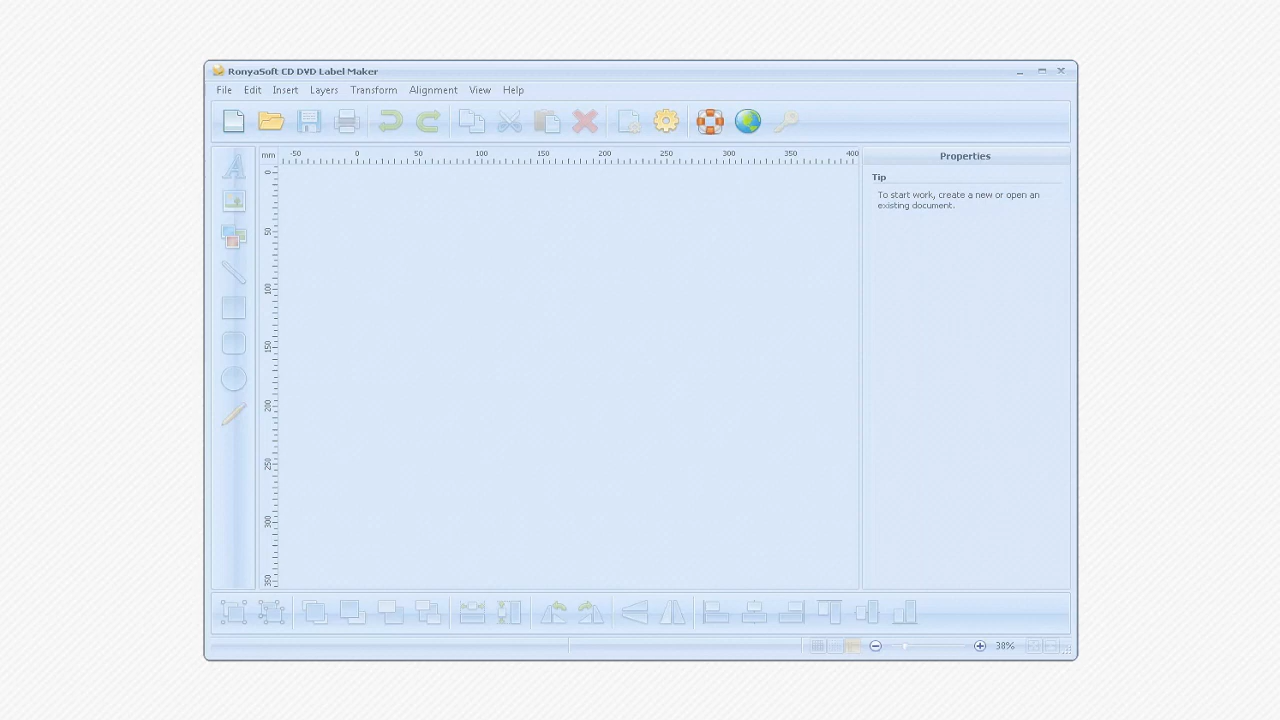 RonyaSoft CD DVD Label Maker
File Edit Insert Layers Transform Alignment View Help
mm -50 0 50 100 150 200 250 300 350 400
Properties
Tip
To start work, create a new or open an
existing document.
0
50
100
150
200
250
300
350
38%